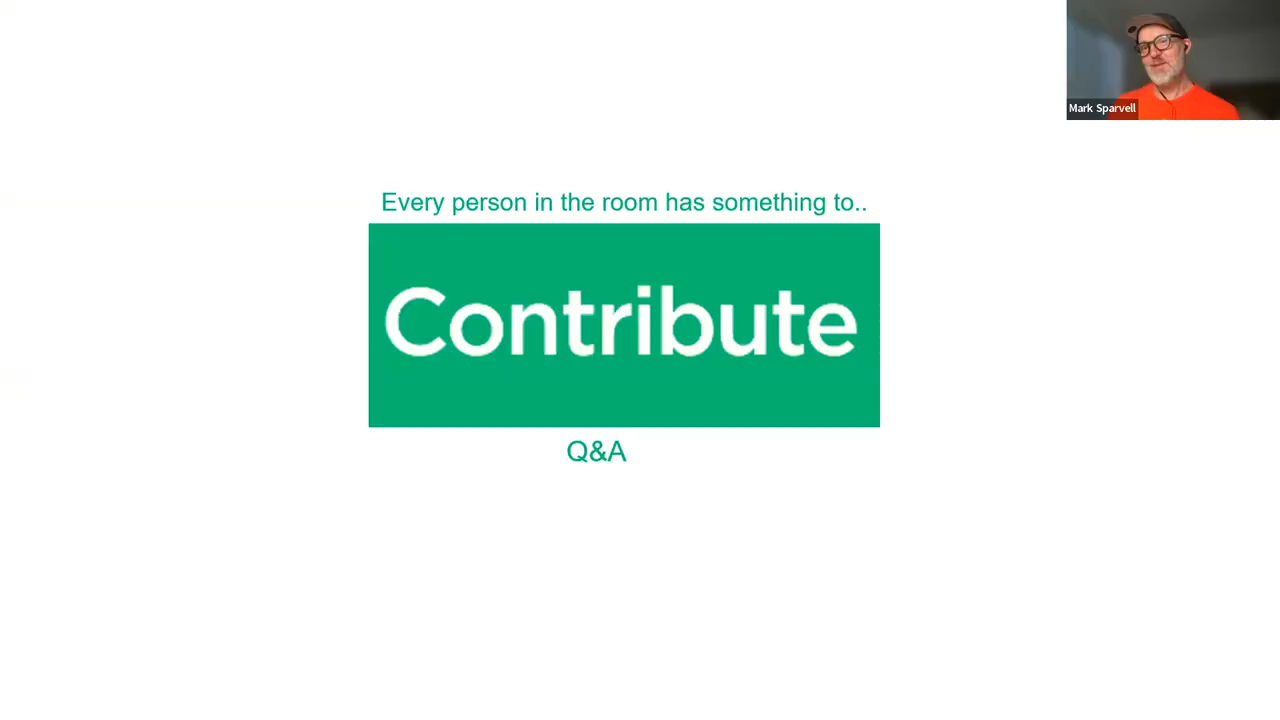 Mark Sparvell
Every person in the room has something to..
Contribute
Q&A